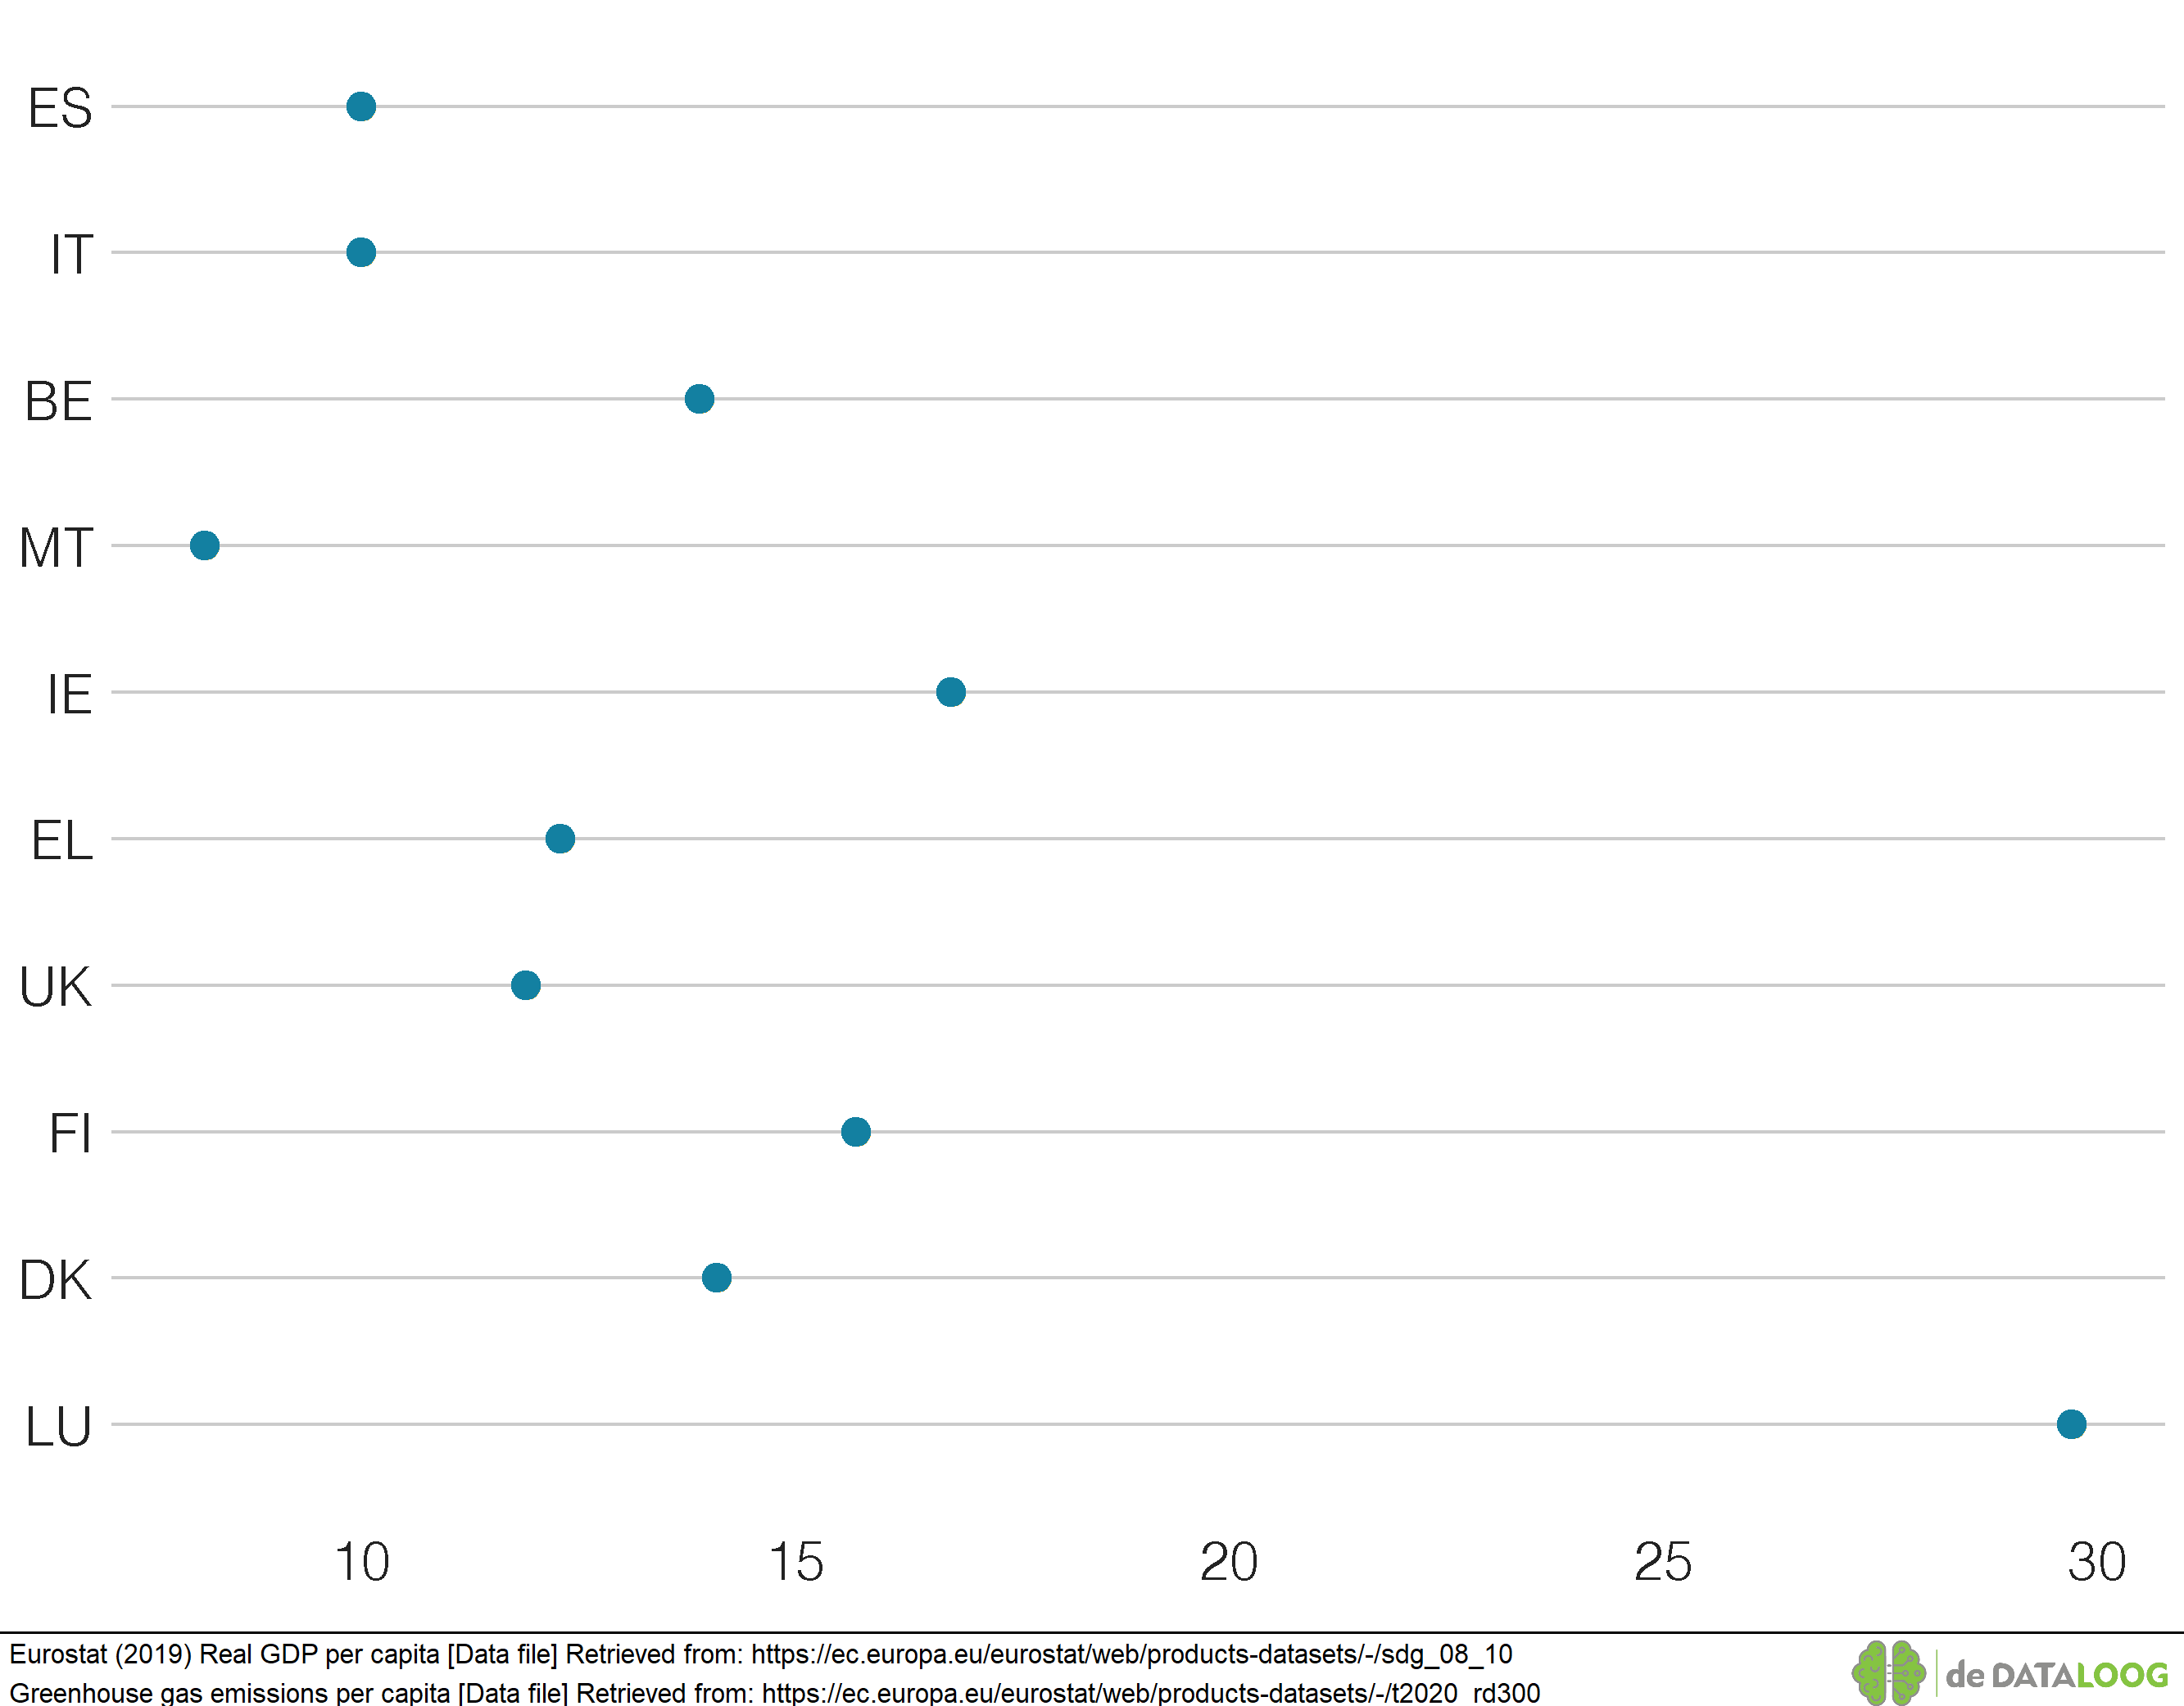 ES
IT
BE
MT
IE
EL
UK
FI
DK
LU
10 15 20 25 30
Eurostat (2019) Real GDP per capita [Data file] Retrieved from: https://ec.europa.eu/eurostat/web/products-datasets/-/sdg_08_10
Greenhouse gas emissions per capita [Data file] Retrieved from: https://ec.europa.eu/eurostat/web/products-datasets/-/t2020_rd300
de DATALOOG